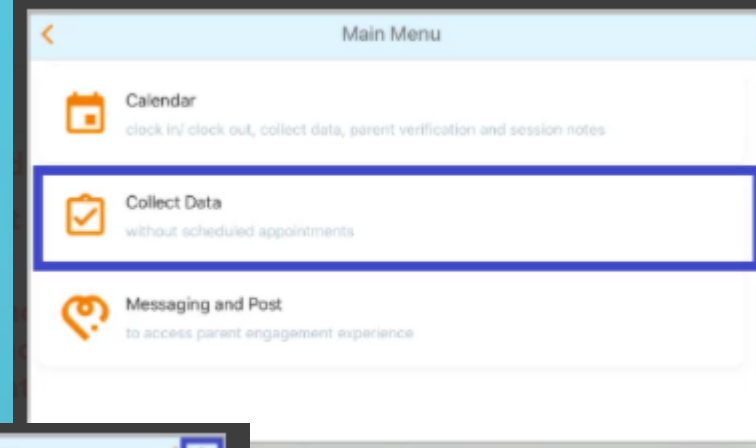 Main Menu
Calendar
clock in/ clock out, collect data, parent verification and session notes
Collect Data
without scheduled appointments
Messaging and Post
to access parent engagement experience